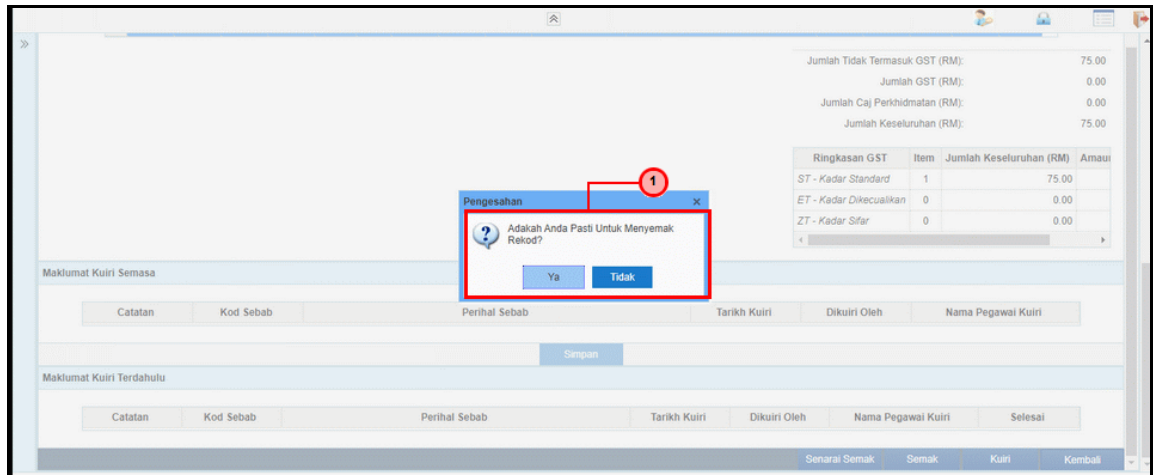 Jumlah Tidak Termasuk GST (RM): 75.00
Jumlah GST (RM): 0.00
Jumlah Caj Perkhidmatan (RM): 0.00
Jumlah Keseluruhan (RM): 75.00
Ringkasan GST Item Jumlah Keseluruhan (RM) Amau
ST - Kadar Standard 1 75.00
ET - Kadar Dikecualikan 0 0.00
ZT - Kadar Sifar 0 0.00
1
Pengesahan x
? Adakah Anda Pasti Untuk Menyemak
Rekod?
Ya Tidak
Maklumat Kuiri Semasa
Catatan Kod Sebab Perihal Sebab Tarikh Kuiri Dikuiri Oleh Nama Pegawai Kuiri
Simpan
Maklumat Kuiri Terdahulu
Catatan Kod Sebab Perihal Sebab Tarikh Kuiri Dikuiri Oleh Nama Pegawai Kuiri Selesai
Senarai Semak Semak Kuiri Kembali